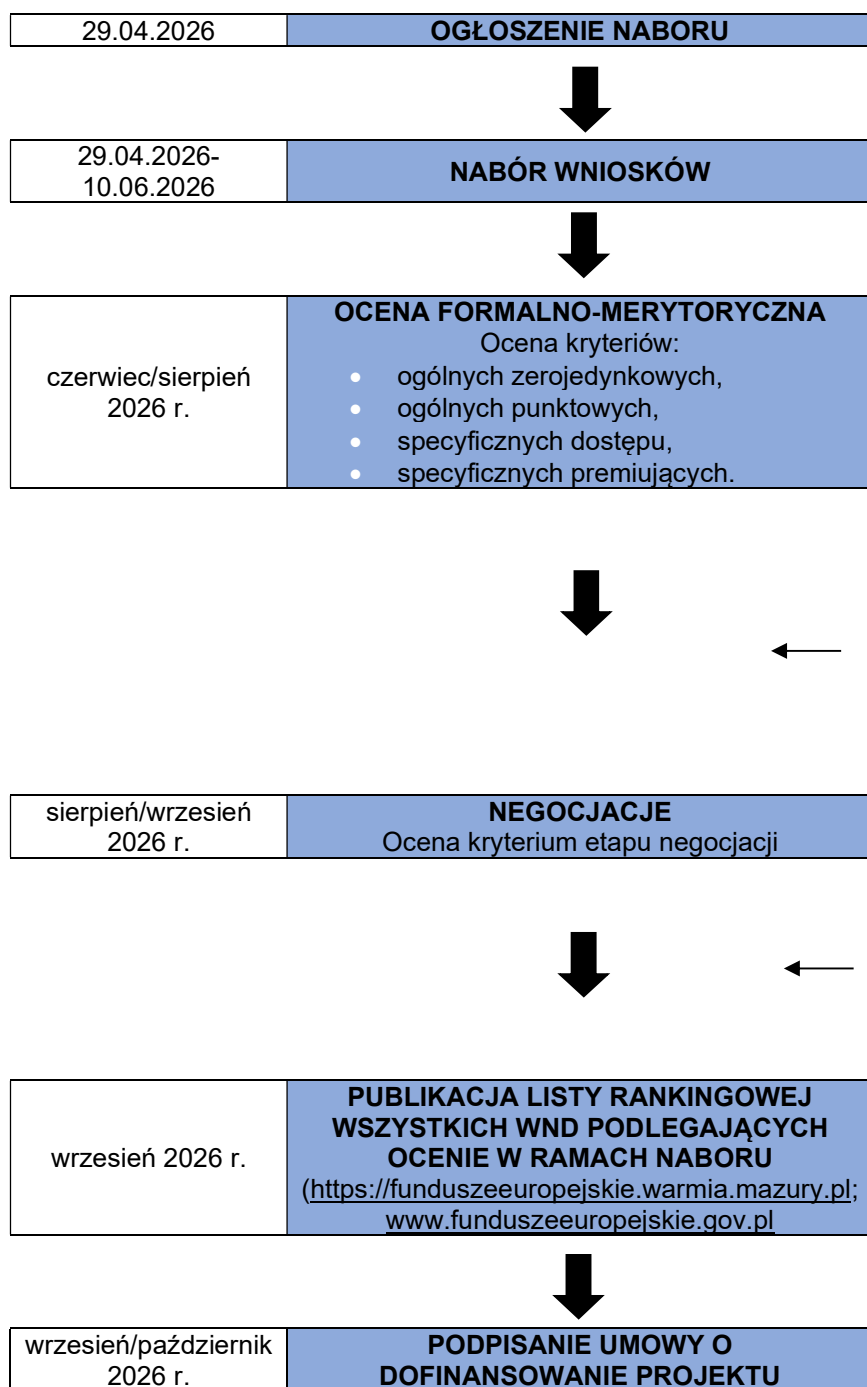 29.04.2026
OGŁOSZENIE NABORU
29.04.2026-
10.06.2026
NABÓR WNIOSKÓW
czerwiec/sierpień
2026 r.
OCENA FORMALNO-MERYTORYCZNA
Ocena kryteriów:
• ogólnych zerojedynkowych,
• ogólnych punktowych,
• specyficznych dostępu,
• specyficznych premiujących.
sierpień/wrzesień
2026 r.
NEGOCJACJE
Ocena kryterium etapu negocjacji
wrzesień 2026 r.
PUBLIKACJA LISTY RANKINGOWEJ
WSZYSTKICH WND PODLEGAJĄCYCH
OCENIE W RAMACH NABORU
(https://funduszeeuropejskie.warmia.mazury.pl;
www.funduszeeuropejskie.gov.pl
wrzesień/październik
2026 r.
PODPISANIE UMOWY O
DOFINANSOWANIE PROJEKTU